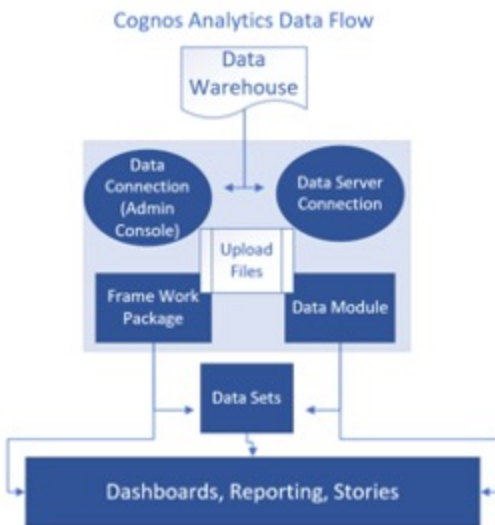 Cognos Analytics Data Flow
Data
Warehouse
Data
Connection
(Admin
Console)
Data Server
Connection
Upload
Files
Frame Work
Package
Data Module
Data Sets
Dashboards, Reporting, Stories